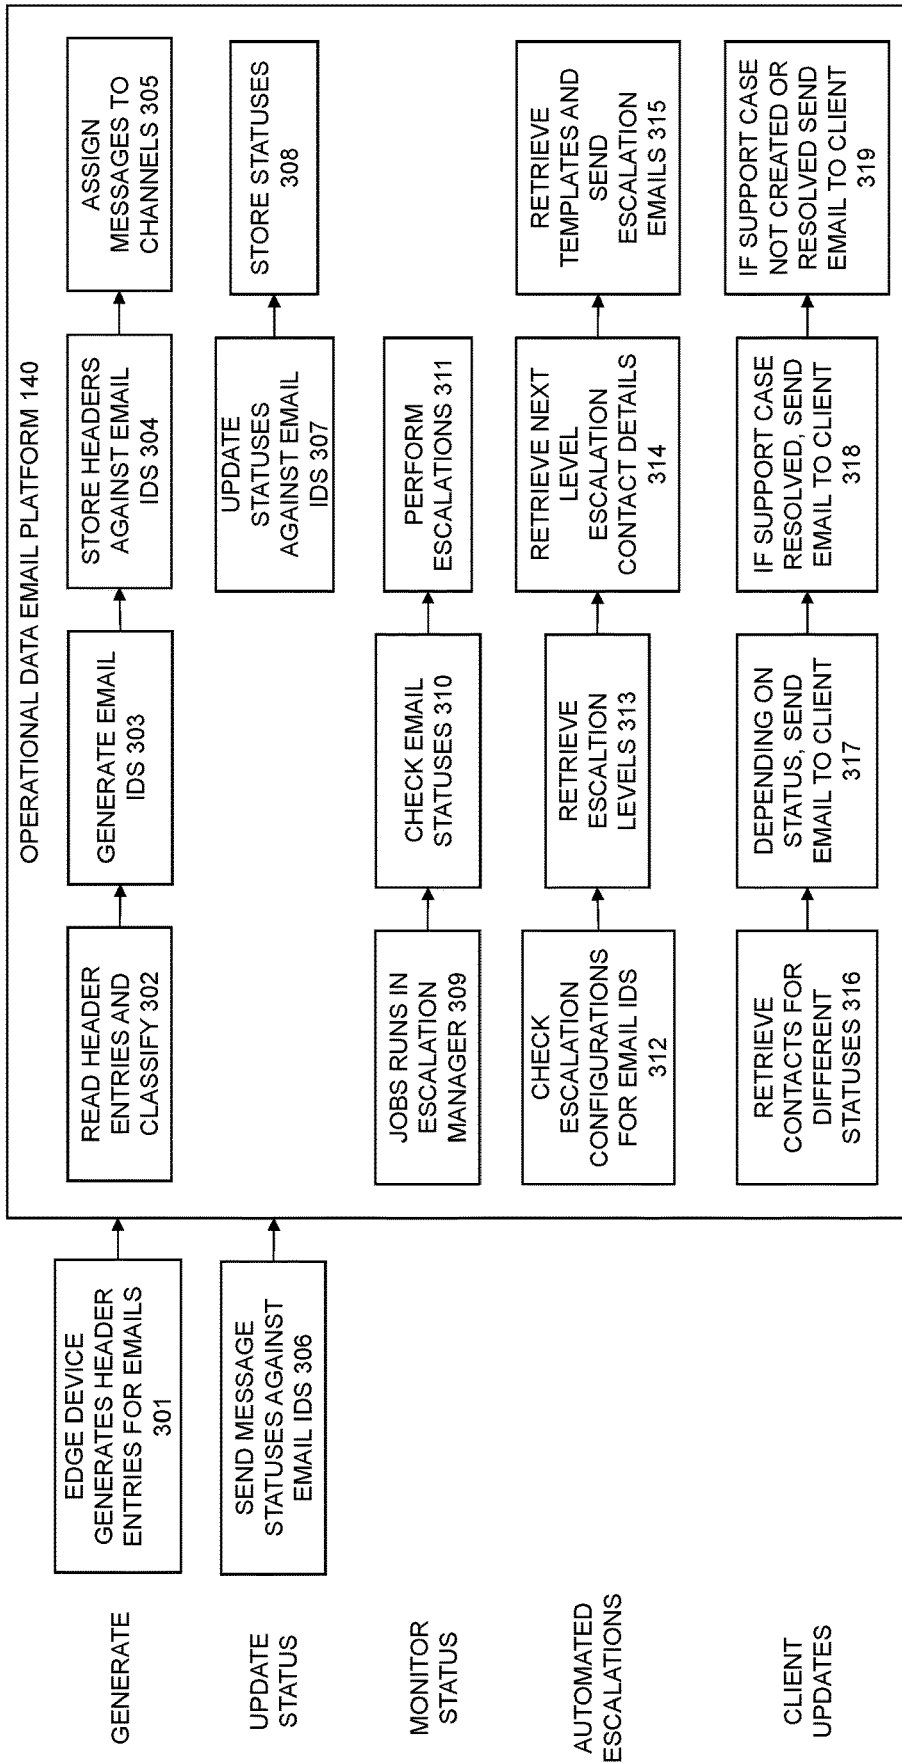 OPERATIONAL DATA EMAIL PLATFORM 140
GENERATE
EDGE DEVICE
GENERATES HEADER
ENTRIES FOR EMAILS
301
READ HEADER
ENTRIES AND
CLASSIFY 302
GENERATE EMAIL
IDS 303
STORE HEADERS
AGAINST EMAIL
IDS 304
ASSIGN
MESSAGES TO
CHANNELS 305
UPDATE
STATUS
SEND MESSAGE
STATUSES AGAINST
EMAIL IDS 306
UPDATE
STATUSES
AGAINST EMAIL
IDS 307
STORE STATUSES
308
MONITOR
STATUS
JOBS RUNS IN
ESCALATION
MANAGER 309
CHECK EMAIL
STATUSES 310
PERFORM
ESCALATIONS 311
AUTOMATED
ESCALATIONS
CHECK
ESCALATION
CONFIGURATIONS
FOR EMAIL IDS
312
RETRIEVE
ESCALTION
LEVELS 313
RETRIEVE NEXT
LEVEL
ESCALATION
CONTACT DETAILS
314
RETRIEVE
TEMPLATES AND
SEND
ESCALATION
EMAILS 315
CLIENT
UPDATES
RETRIEVE
CONTACTS FOR
DIFFERENT
STATUSES 316
DEPENDING ON
STATUS, SEND
EMAIL TO CLIENT
317
IF SUPPORT CASE
RESOLVED, SEND
EMAIL TO CLIENT
318
IF SUPPORT CASE
NOT CREATED OR
RESOLVED SEND
EMAIL TO CLIENT
319